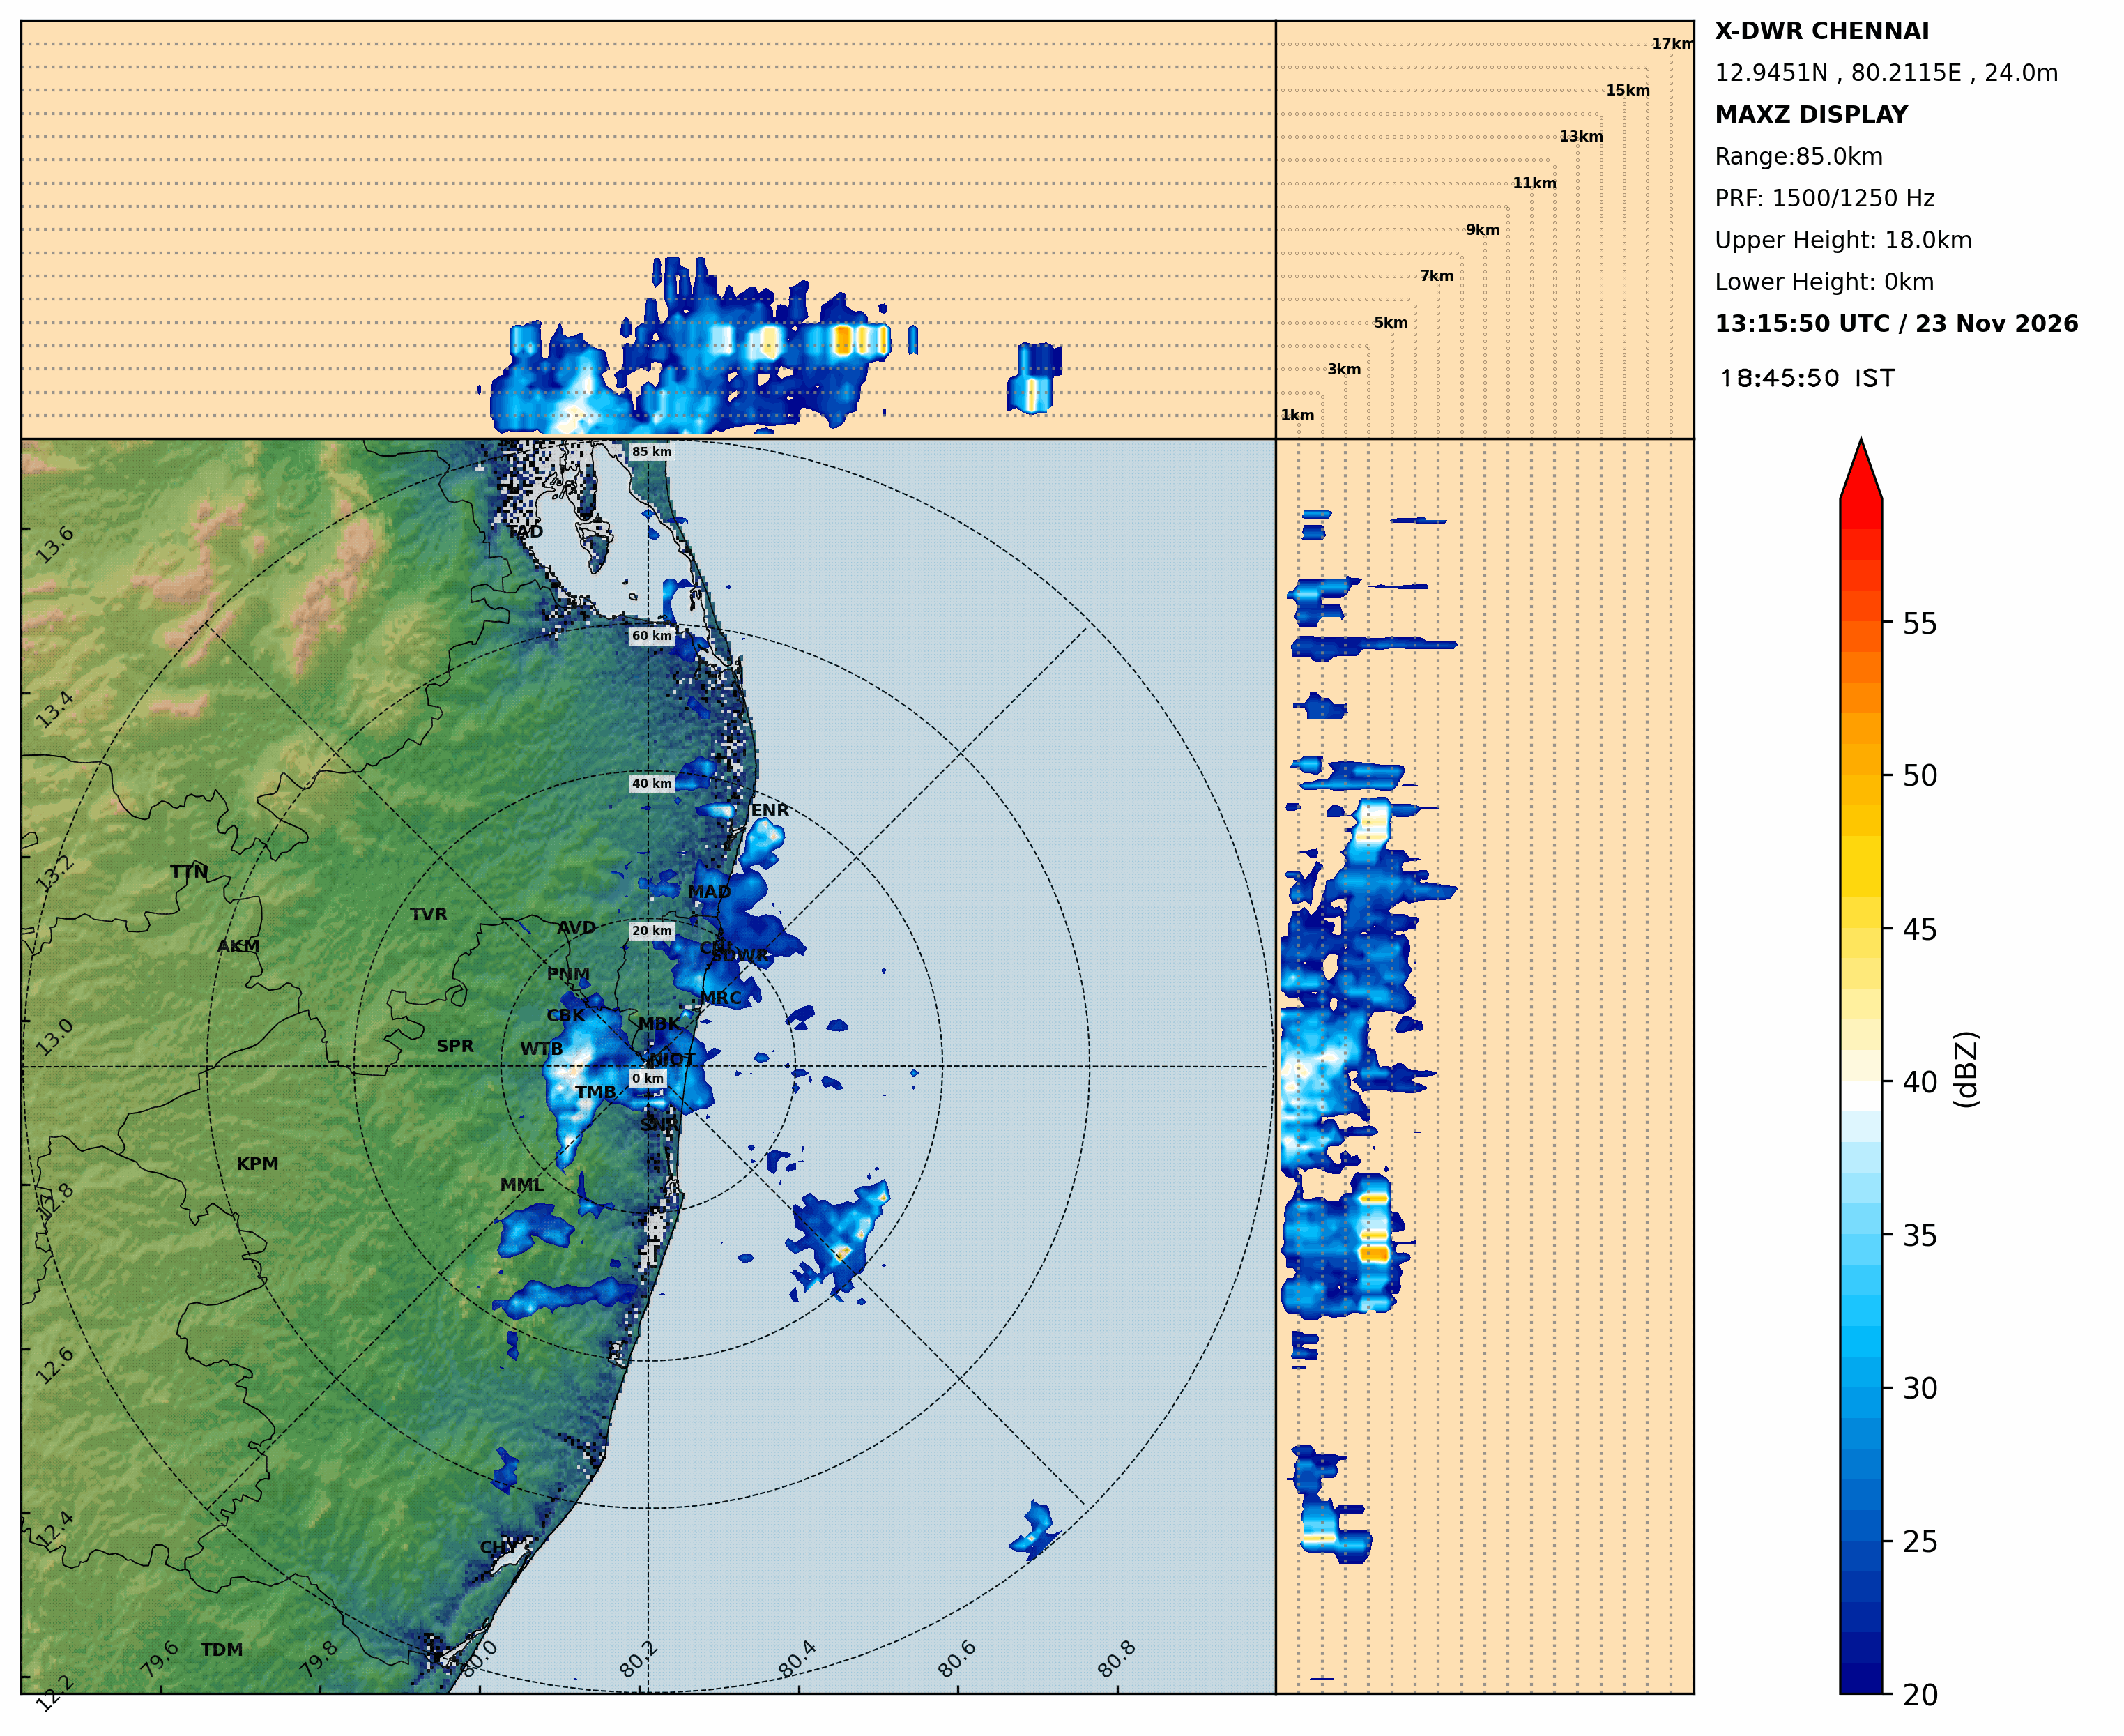 X-DWR CHENNAI
12.9451N , 80.2115E , 24.0m
MAXZ DISPLAY
Range:85.0km
PRF: 1500/1250 Hz
Upper Height: 18.0km
Lower Height: 0km
13:15:50 UTC / 23 Nov 2026
18:45:50 IST
17km
15km
13km
11km
9km
7km
5km
3km
1km
85 km
TAD
13.6
60 km
13.4
40 km
ENR
13.2
TTN
MAD
TVR
AVD
20 km
AKM
SDWR
PNM
MRC
CBK
MBK
13.0
SPR
WTB
NIOT
0 km
TMB
SNR
KPM
MML
12.8
12.6
12.4
CHY
TDM
12.2
79.6
79.8
80.0
80.2
80.4
80.6
80.8
55
50
45
40
35
30
25
20
(dBZ)